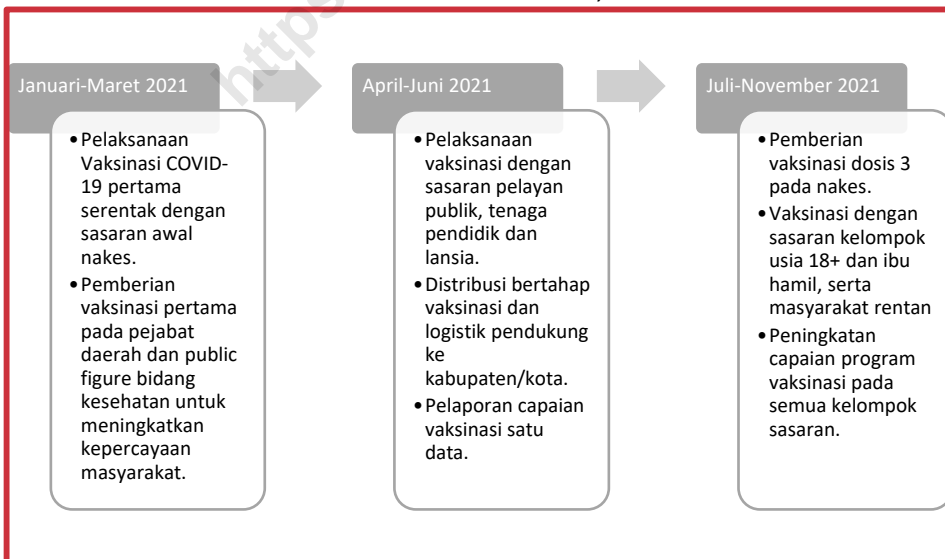 https
Januari-Maret 2021
•Pelaksanaan
Vaksinasi COVID-
19 pertama
serentak dengan
sasaran awal
nakes.
•Pemberian
vaksinasi pertama
pada pejabat
daerah dan public
figure bidang
kesehatan untuk
meningkatkan
kepercayaan
masyarakat.
April-Juni 2021
•Pelaksanaan
vaksinasi dengan
sasaran pelayan
publik, tenaga
pendidik dan
lansia.
•Distribusi bertahap
vaksinasi dan
logistik pendukung
ke
kabupaten/kota.
•Pelaporan capaian
vaksinasi satu
data.
Juli-November 2021
•Pemberian
vaksinasi dosis 3
pada nakes.
•Vaksinasi dengan
sasaran kelompok
usia 18+ dan ibu
hamil, serta
masyarakat rentan
•Peningkatan
capaian program
vaksinasi pada
semua kelompok
sasaran.